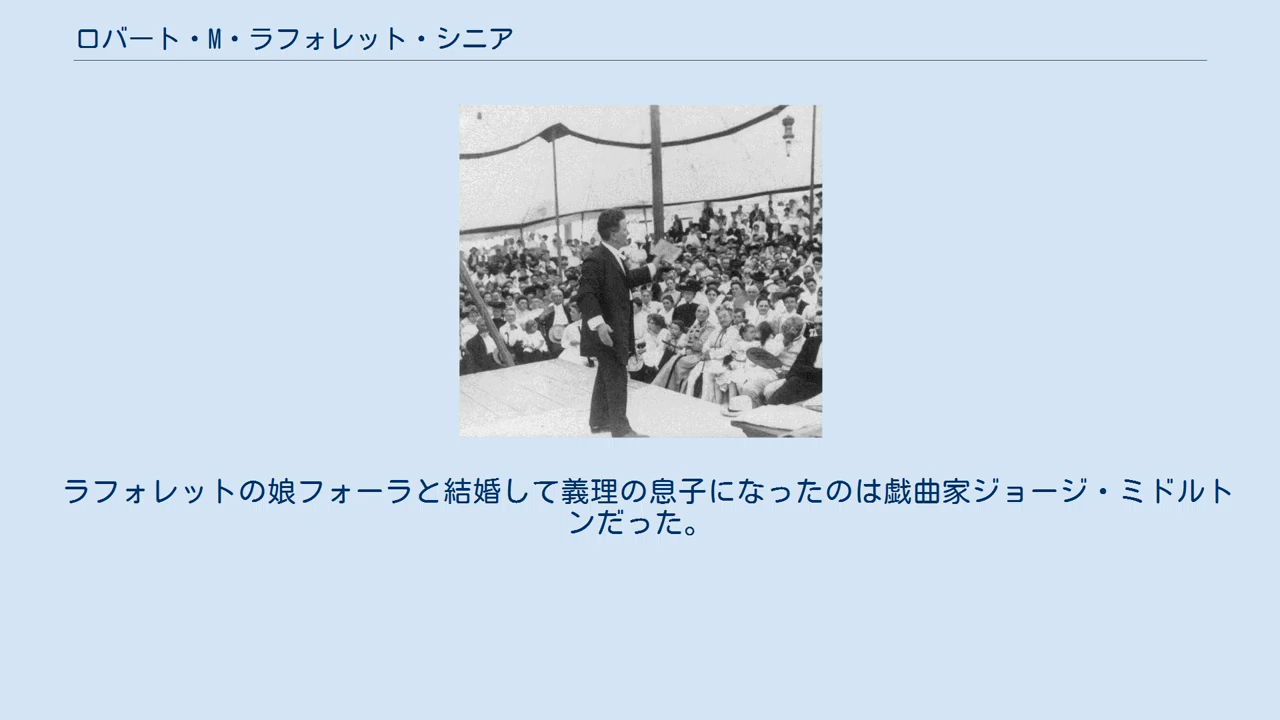 ロバート・M・ラフォレット・シニア
ラフォレットの娘フォーラと結婚して義理の息子になったのは戯曲家ジョージ・ミドルト
ンだった。